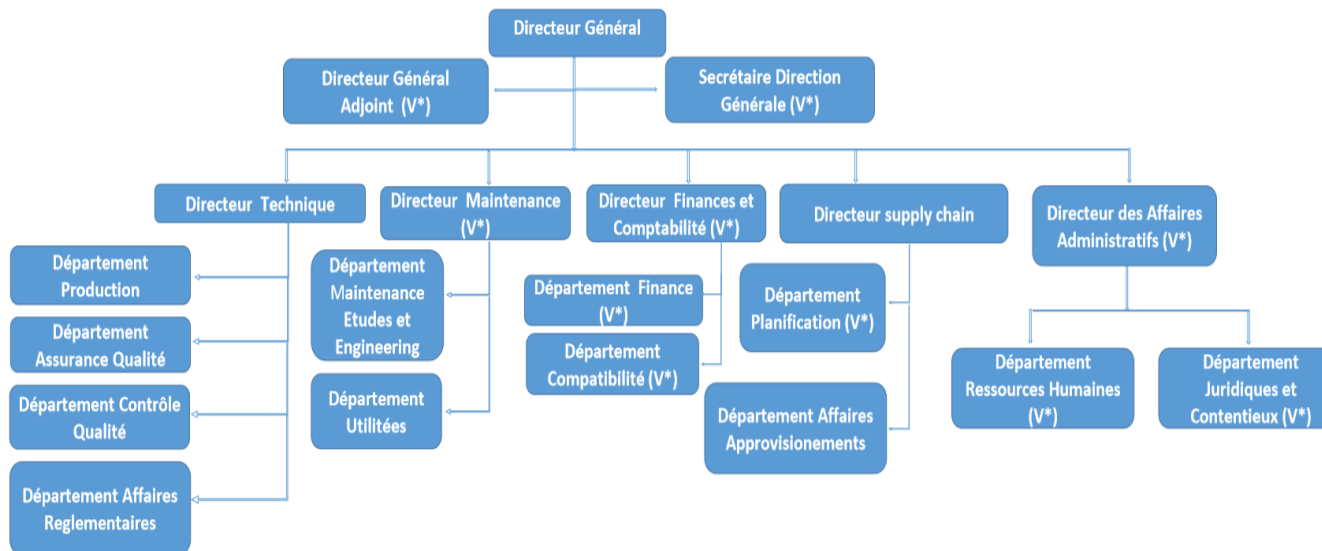 Directeur Général
Directeur Général
Adjoint (V*)
Secrétaire Direction
Générale (V*)
Directeur Technique
Directeur Maintenance
(V*)
Directeur Finances et
Comptabilité (V*)
Directeur supply chain
Directeur des Affaires
Administratifs (V*)
Département
Production
Département
Assurance Qualité
Département Contrôle
Qualité
Département Affaires
Reglementaires
Département
Maintenance
Etudes et
Engineering
Département
Utilitées
Département Finance
(V*)
Département
Compatibilité (V*)
Département
Planification (V*)
Département Affaires
Approvisionements
Département
Ressources Humaines
(V*)
Département
Juridiques et
Contentieux (V*)